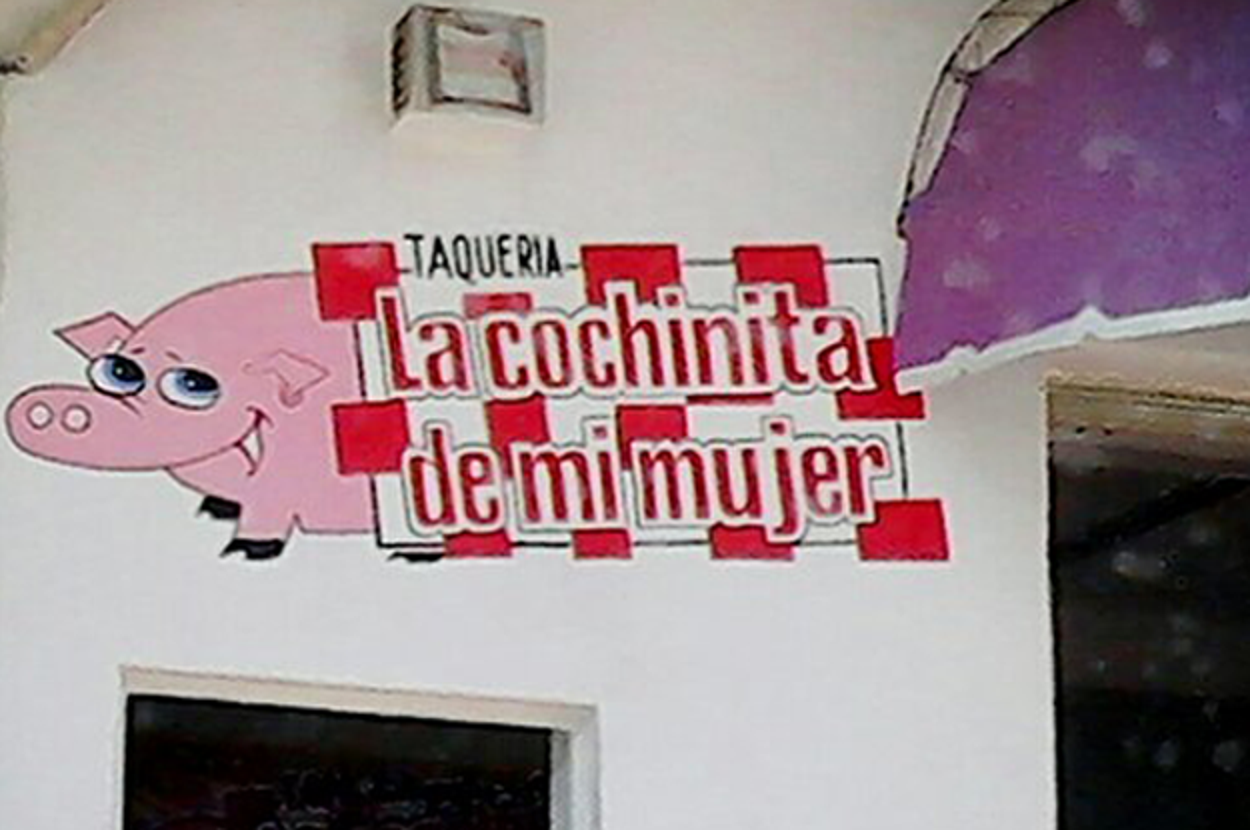 TAQUERIA
La cochinita
de mi mujer